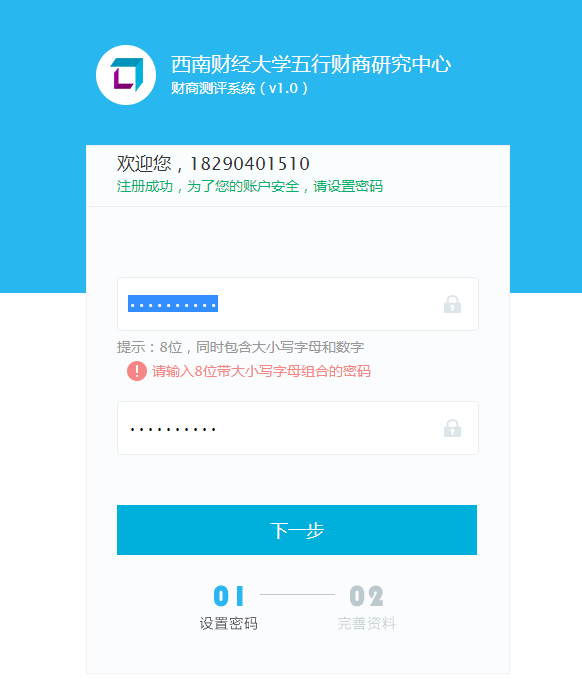 西南财经大学五行财商研究中心
财商测评系统（v1.0）
欢迎您，18290401510
注册成功，为了您的账户安全，请设置密码
提示：8位，同时包含大小写字母和数字
请输入8位带大小写字母组合的密码
下一步
01 02
设置密码 完善资料